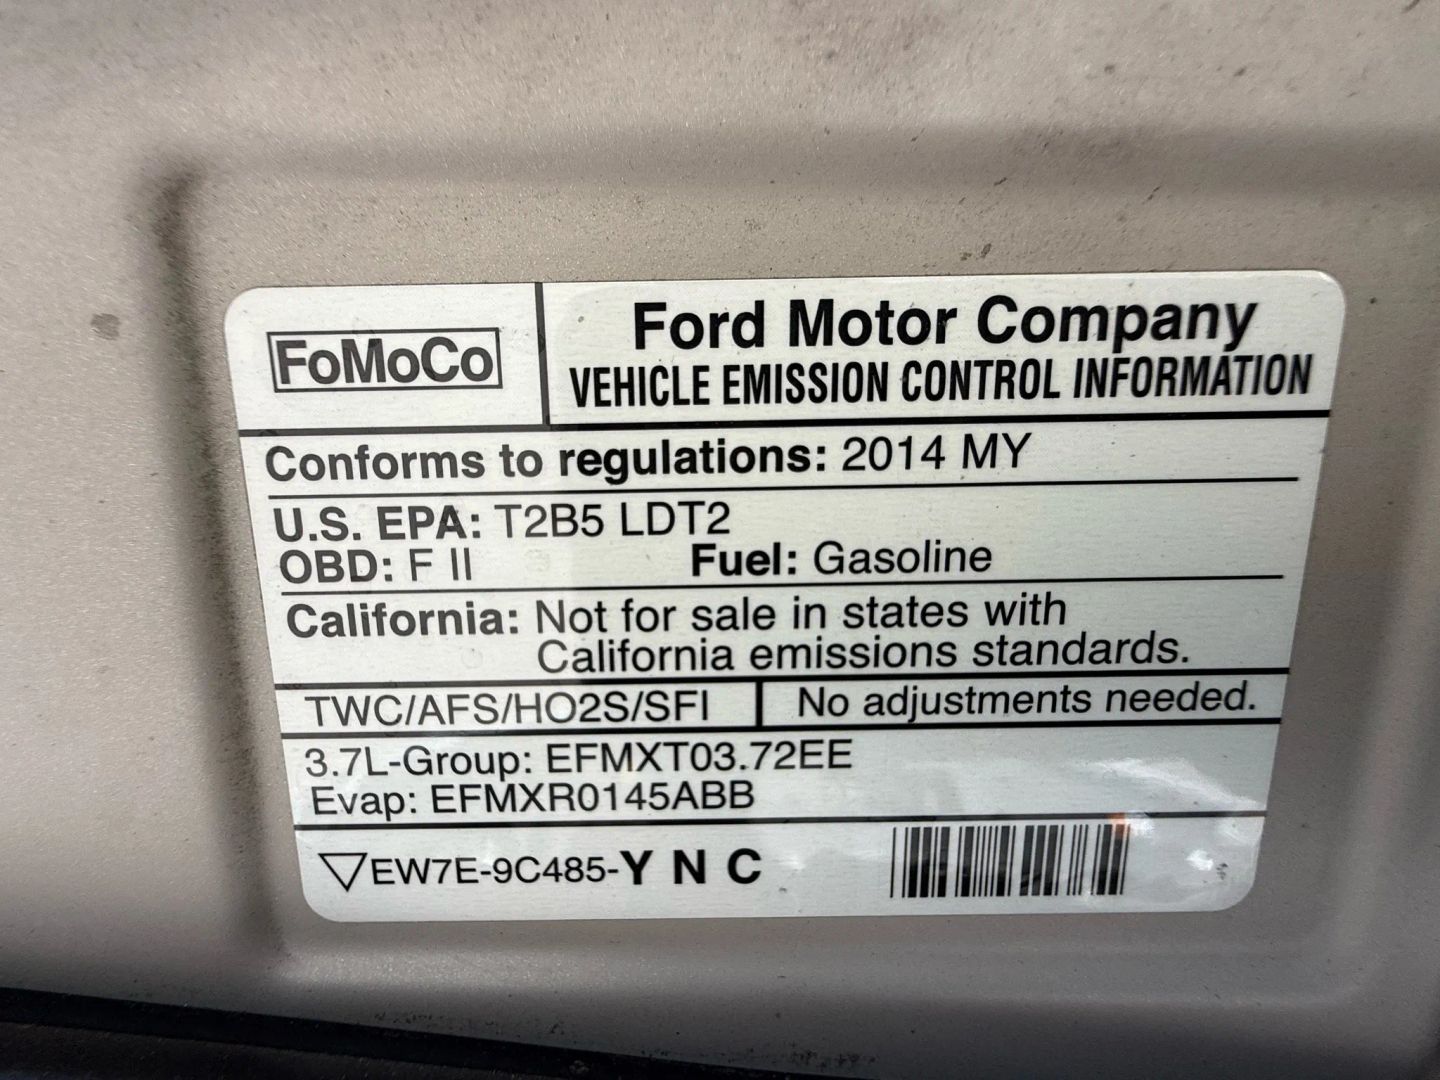 FoMoCo
Ford Motor Company
VEHICLE EMISSION CONTROL INFORMATION
Conforms to regulations: 2014 MY
U.S. EPA: T2B5 LDT2
OBD: F II Fuel: Gasoline
California: Not for sale in states with
California emissions standards.
TWC/AFS/HO2S/SFI No adjustments needed.
3.7L-Group: EFMXT03.72EE
Evap: EFMXR0145ABB
EW7E-9C485-Y N C